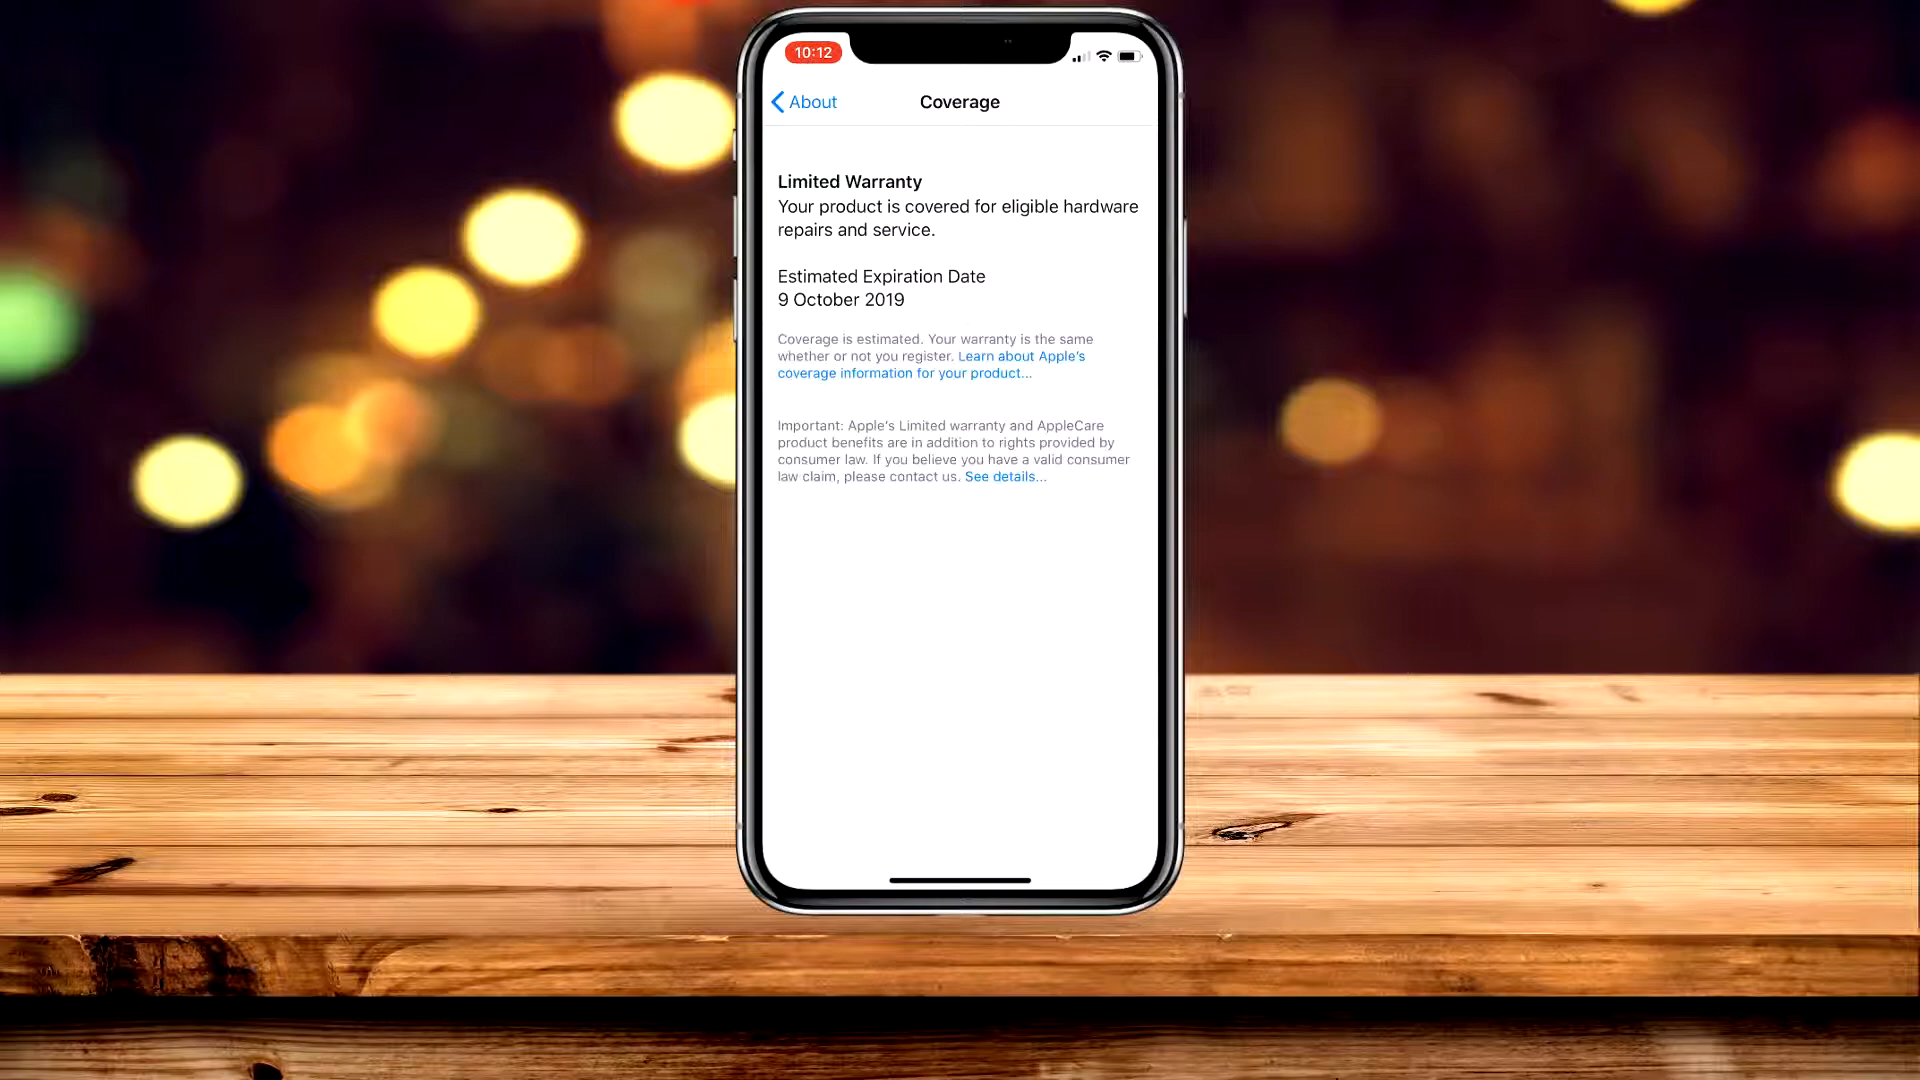 10:12
About
Coverage
Limited Warranty
Your product is covered for eligible hardware
repairs and service.
Estimated Expiration Date
9 October 2019
Coverage is estimated. Your warranty is the same
whether or not you register. Learn about Apple's
coverage information for your product...
Important: Apple's Limited warranty and AppleCare
product benefits are in addition to rights provided by
consumer law. If you believe you have a valid consumer
law claim, please contact us. See details...